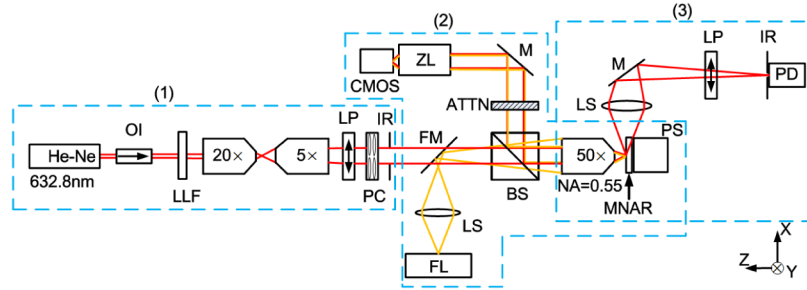 (1)
He-Ne
632.8nm
OI
LLF
20×
5×
LP
PC
IR
(2)
CMOS
ZL
M
ATTN
FM
BS
LS
FL
50×
NA=0.55
MNAR
PS
(3)
M
LS
LP
IR
PD
X
Z
Y